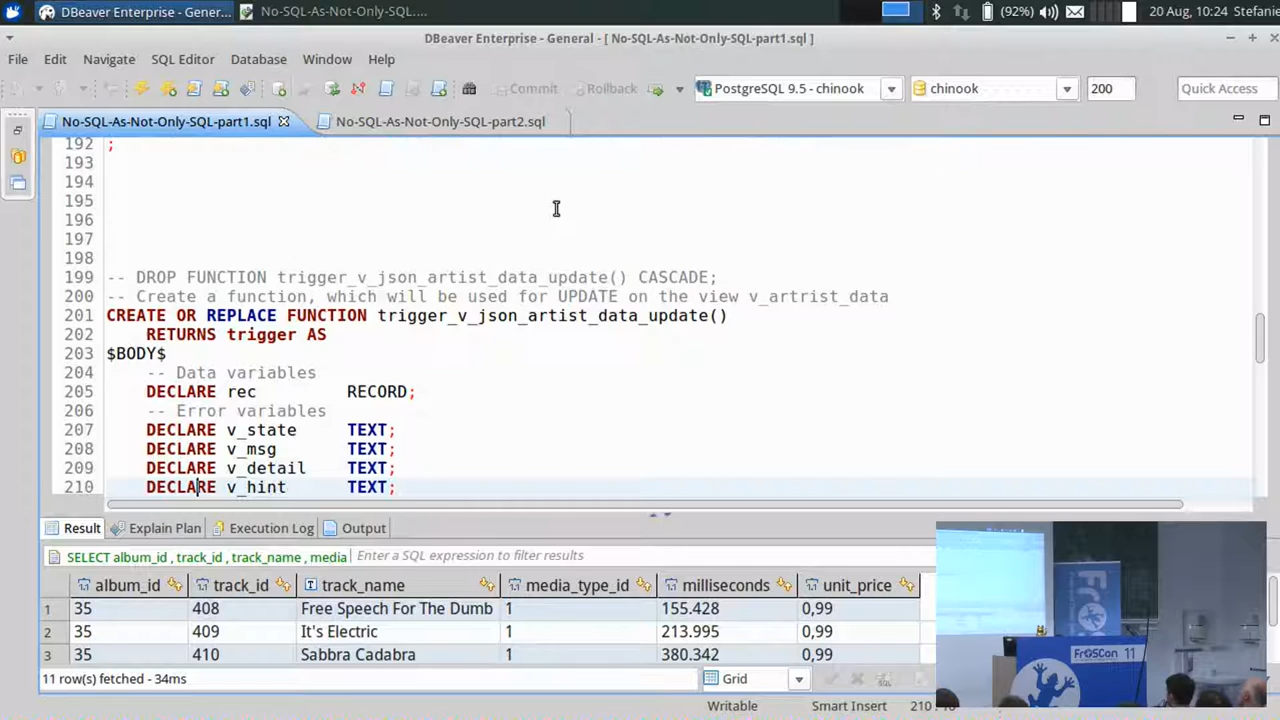 DBeaver Enterprise - Gener... No-SQL-As-Not-Only-SQL.... (92%) 20 Aug, 10:24 Stefanie
DBeaver Enterprise - General - [ No-SQL-As-Not-Only-SQL-part1.sql ]
File Edit Navigate SQL Editor Database Window Help
Commit Rollback PostgreSQL 9.5 - chinook chinook 200 Quick Access
No-SQL-As-Not-Only-SQL-part1.sql No-SQL-As-Not-Only-SQL-part2.sql
192 ;
193
194
195
196
197
198
199 -- DROP FUNCTION trigger_v_json_artist_data_update() CASCADE;
200 -- Create a function, which will be used for UPDATE on the view v_artrist_data
201 CREATE OR REPLACE FUNCTION trigger_v_json_artist_data_update()
202 RETURNS trigger AS
203 $BODY$
204 -- Data variables
205 DECLARE rec RECORD;
206 -- Error variables
207 DECLARE v_state TEXT;
208 DECLARE v_msg TEXT;
209 DECLARE v_detail TEXT;
210 DECLARE v_hint TEXT;
Result Explain Plan Execution Log Output
SELECT album_id , track_id , track_name , media Enter a SQL expression to filter results
album_id track_id track_name media_type_id milliseconds unit_price
1 35 408 Free Speech For The Dumb 1 155.428 0,99
2 35 409 It's Electric 1 213.995 0,99
3 35 410 Sabbra Cadabra 1 380.342 0,99
FrOSCon 11
11 row(s) fetched - 34ms Grid
Writable Smart Insert